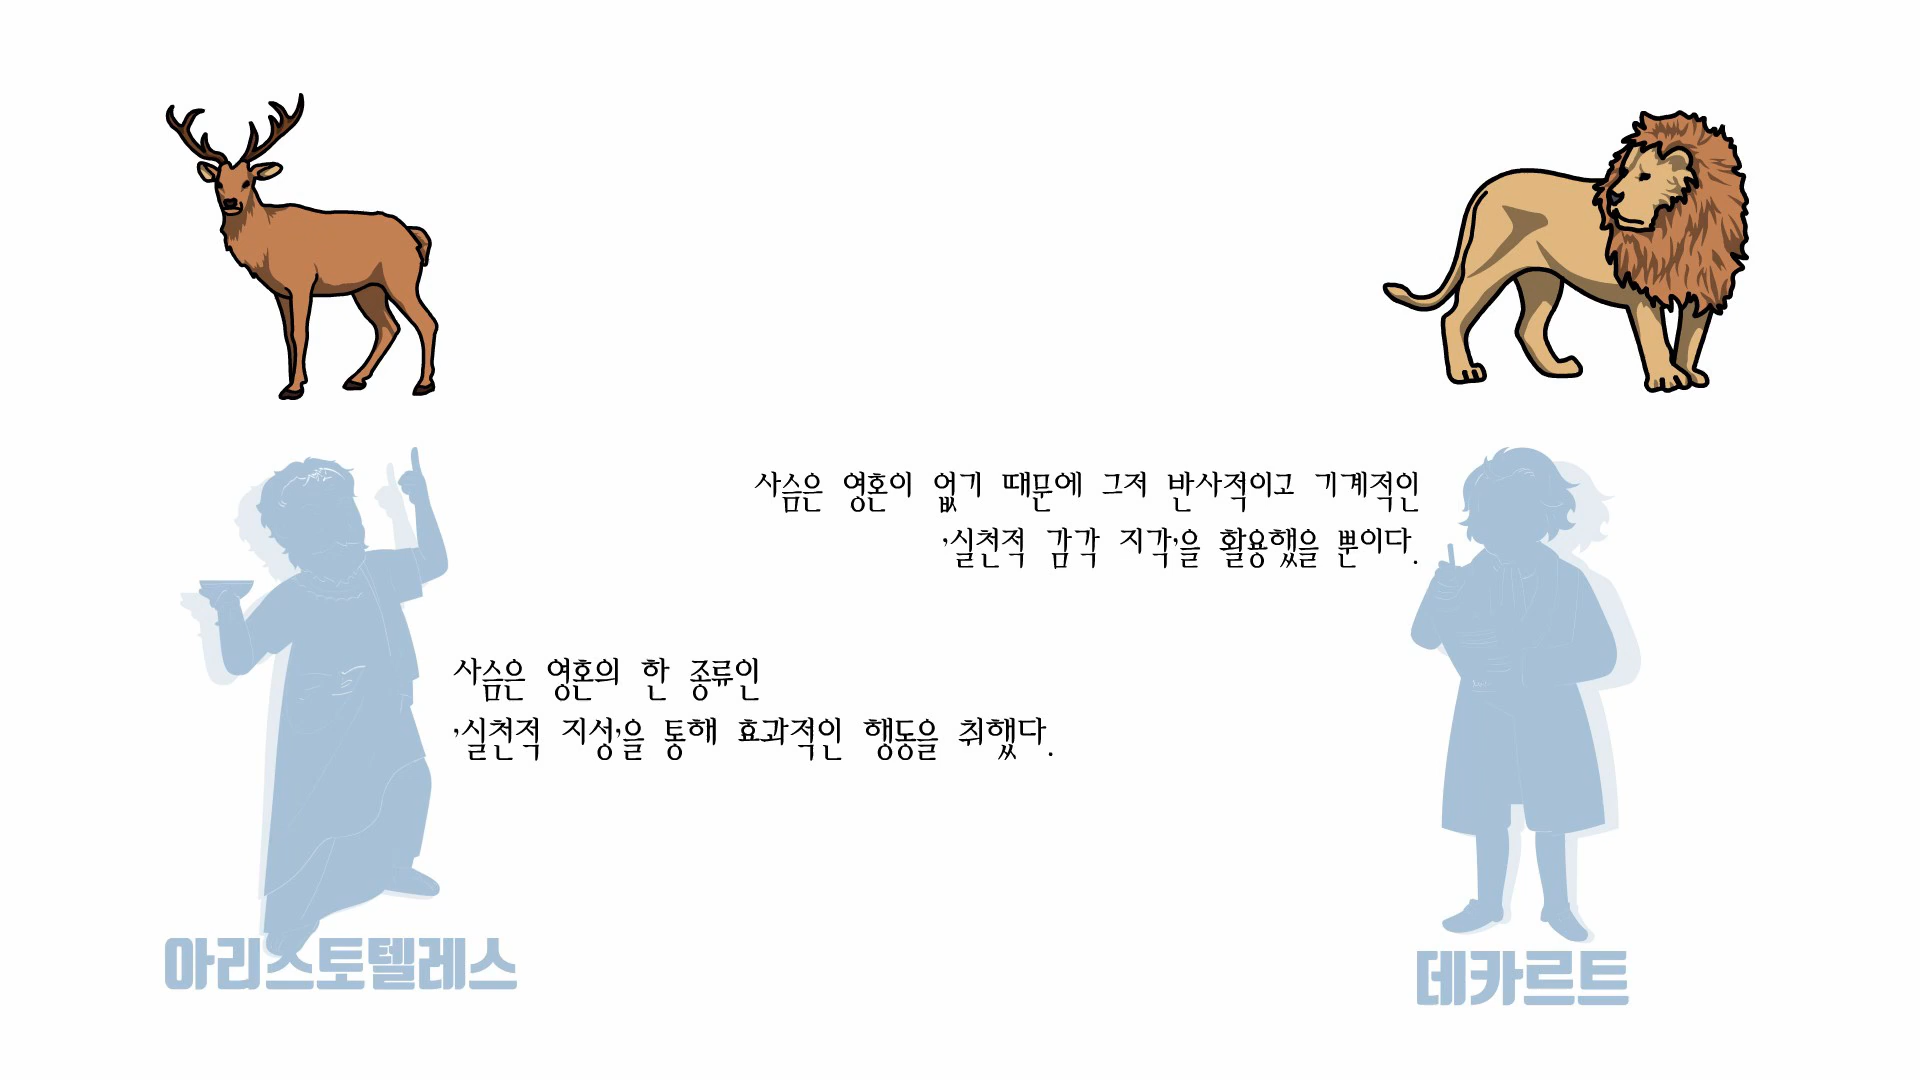 사슴은 영혼이 없기 때문에 그저 반사적이고 기계적인
'실천적 감각 지각'을 활용했을 뿐이다.
사슴은 영혼의 한 종류인
'실천적 지성'을 통해 효과적인 행동을 취했다.
아리스토텔레스
데카르트